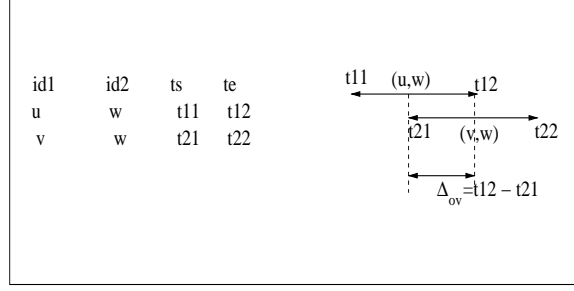 id1 id2 ts te
u w t11 t12
v w t21 t22
t11 (u,w) t12
t21 (v,w) t22
Δov=t12 − t21